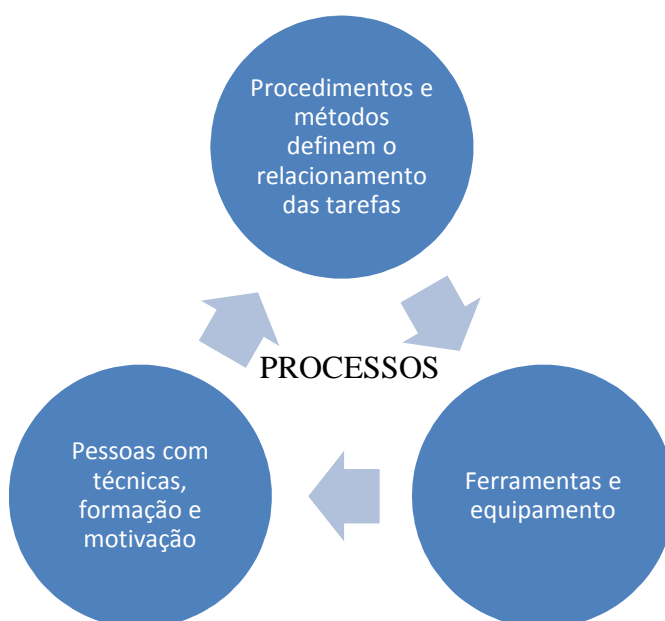 Procedimentos e
métodos
definem o
relacionamento
das tarefas
PROCESSOS
Pessoas com
técnicas,
formação e
motivação
Ferramentas e
equipamento